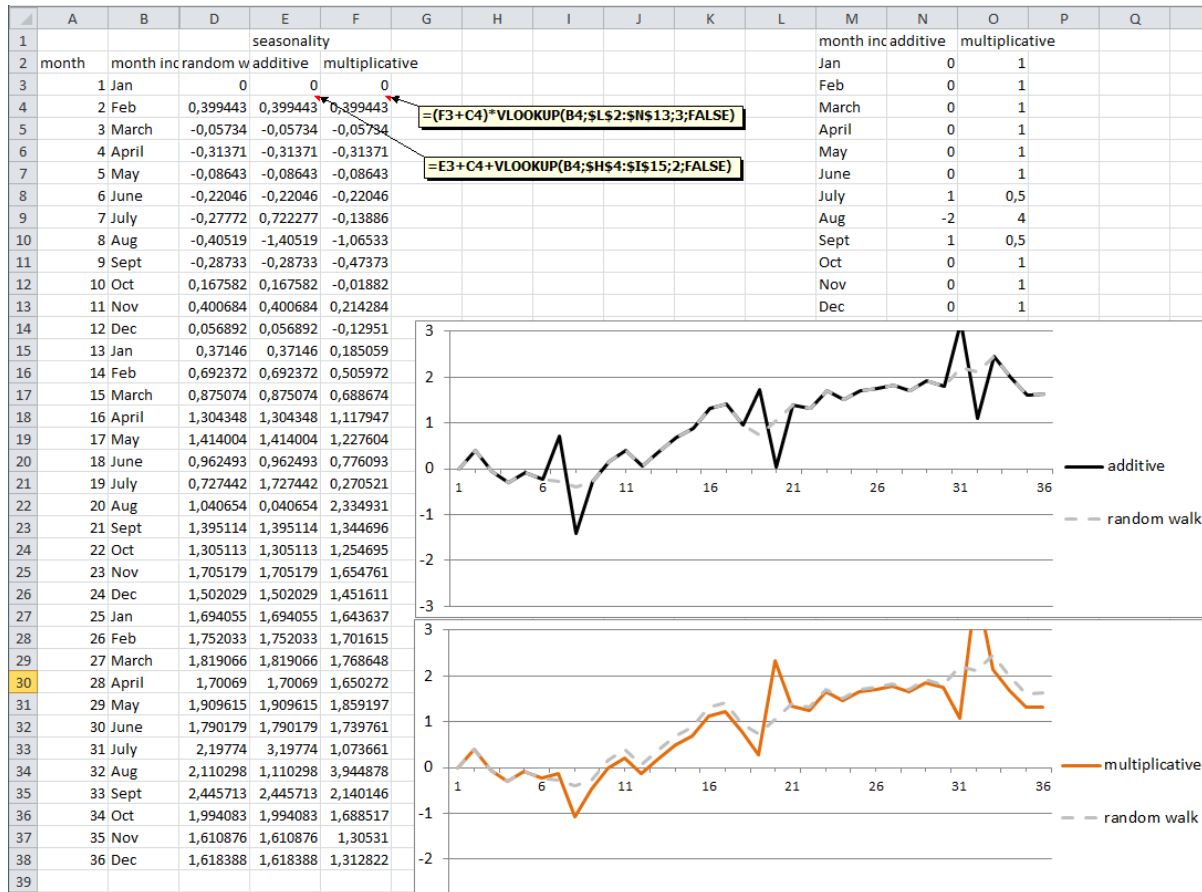 A B D E F G H I J K L M N O P Q
1 seasonality month inc additive multiplicative
2 month month inc random w additive multiplicative Jan 0 1
3 1 Jan 0 0 0 Feb 0 1
4 2 Feb 0,399443 0,399443 0,399443 March 0 1
=(F3+C4)*VLOOKUP(B4;$L$2:$N$13;3;FALSE)
5 3 March -0,05734 -0,05734 -0,05734 April 0 1
6 4 April -0,31371 -0,31371 -0,31371 May 0 1
=E3+C4+VLOOKUP(B4;$H$4:$I$15;2;FALSE)
7 5 May -0,08643 -0,08643 -0,08643 June 0 1
8 6 June -0,22046 -0,22046 -0,22046 July 1 0,5
9 7 July -0,27772 0,722277 -0,13886 Aug -2 4
10 8 Aug -0,40519 -1,40519 -1,06533 Sept 1 0,5
11 9 Sept -0,28733 -0,28733 -0,47373 Oct 0 1
12 10 Oct 0,167582 0,167582 -0,01882 Nov 0 1
13 11 Nov 0,400684 0,400684 0,214284 Dec 0 1
14 12 Dec 0,056892 0,056892 -0,12951
15 13 Jan 0,37146 0,37146 0,185059
16 14 Feb 0,692372 0,692372 0,505972
17 15 March 0,875074 0,875074 0,688674
18 16 April 1,304348 1,304348 1,117947
19 17 May 1,414004 1,414004 1,227604
20 18 June 0,962493 0,962493 0,776093
21 19 July 0,727442 1,727442 0,270521
22 20 Aug 1,040654 0,040654 2,334931
23 21 Sept 1,395114 1,395114 1,344696
24 22 Oct 1,305113 1,305113 1,254695
25 23 Nov 1,705179 1,705179 1,654761
26 24 Dec 1,502029 1,502029 1,451611
27 25 Jan 1,694055 1,694055 1,643637
28 26 Feb 1,752033 1,752033 1,701615
29 27 March 1,819066 1,819066 1,768648
30 28 April 1,70069 1,70069 1,650272
31 29 May 1,909615 1,909615 1,859197
32 30 June 1,790179 1,790179 1,739761
33 31 July 2,19774 3,19774 1,073661
34 32 Aug 2,110298 1,110298 3,944878
35 33 Sept 2,445713 2,445713 2,140146
36 34 Oct 1,994083 1,994083 1,688517
37 35 Nov 1,610876 1,610876 1,30531
38 36 Dec 1,618388 1,618388 1,312822
39
3
2
1
0
-1
-2
-3
1 6 11 16 21 26 31 36
additive
random walk
3
2
1
0
-1
-2
1 6 11 16 21 26 31 36
multiplicative
random walk